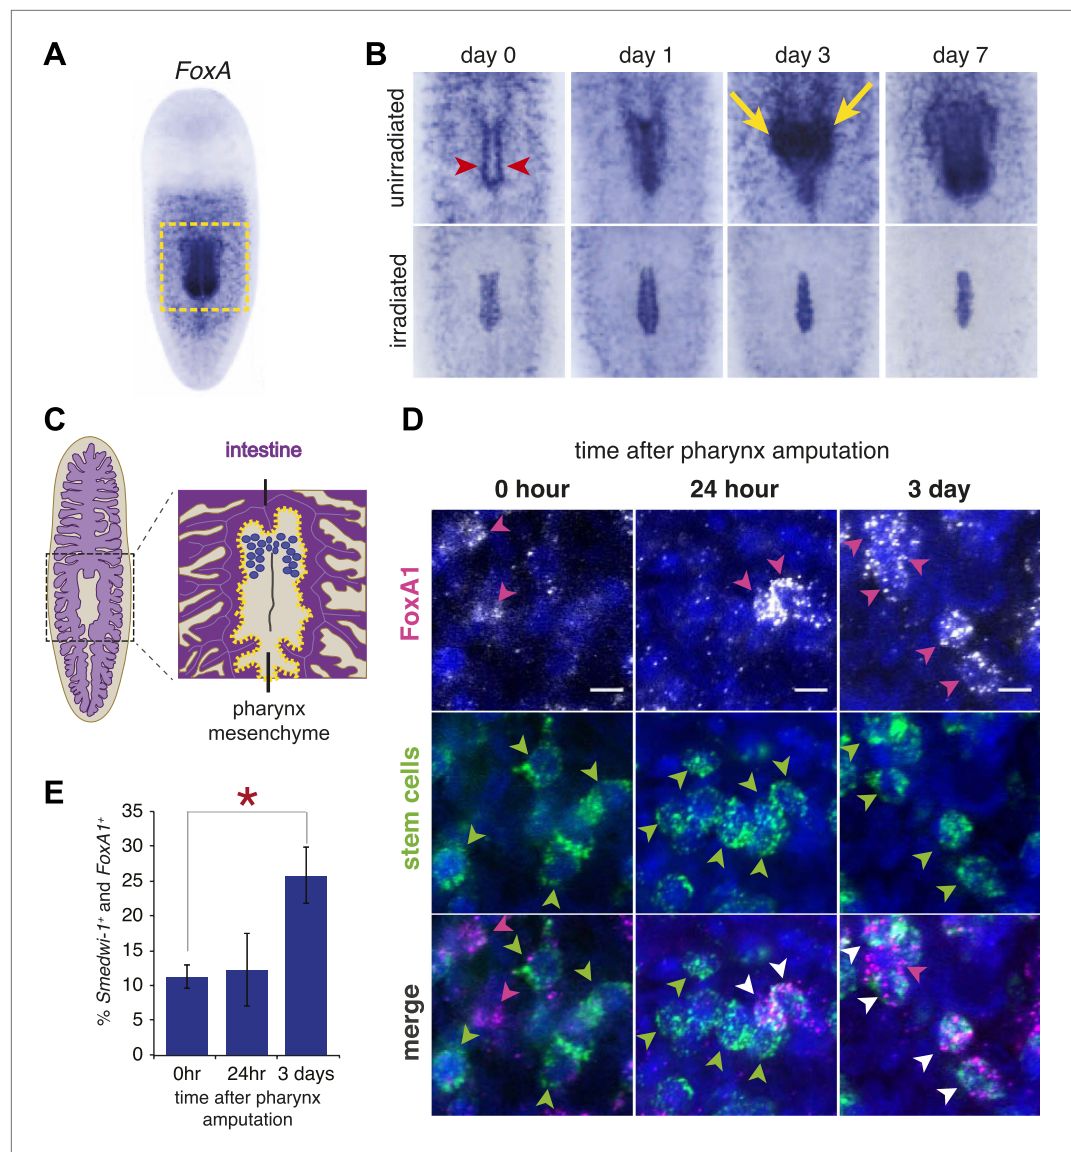 A
FoxA
B
day 0
day 1
day 3
day 7
unirradiated
irradiated
C
intestine
pharynx
mesenchyme
D
time after pharynx amputation
0 hour
24 hour
3 day
FoxA1
stem cells
merge
E
*
% Smedwi-1⁺ and FoxA1⁺
35
30
25
20
15
10
5
0
0hr
24hr
3 days
time after pharynx
amputation